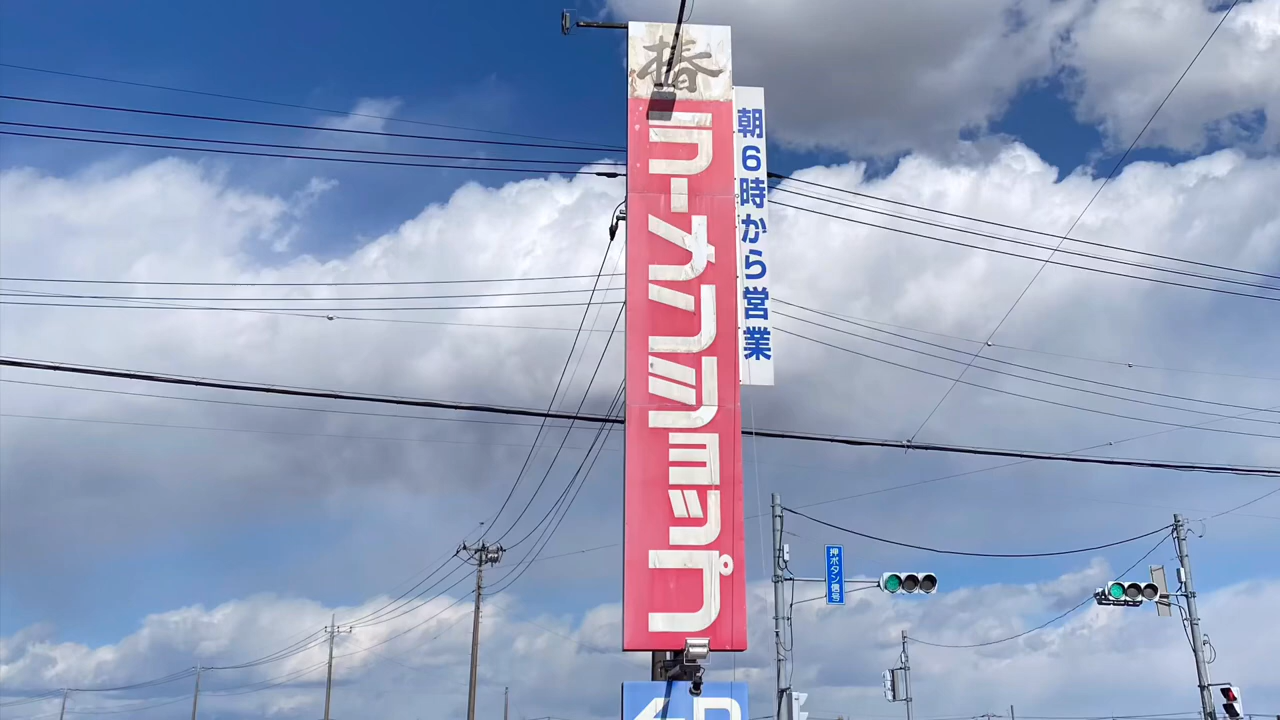 椿
ラーメンショップ
朝6時から営業
押ボタン信号
P